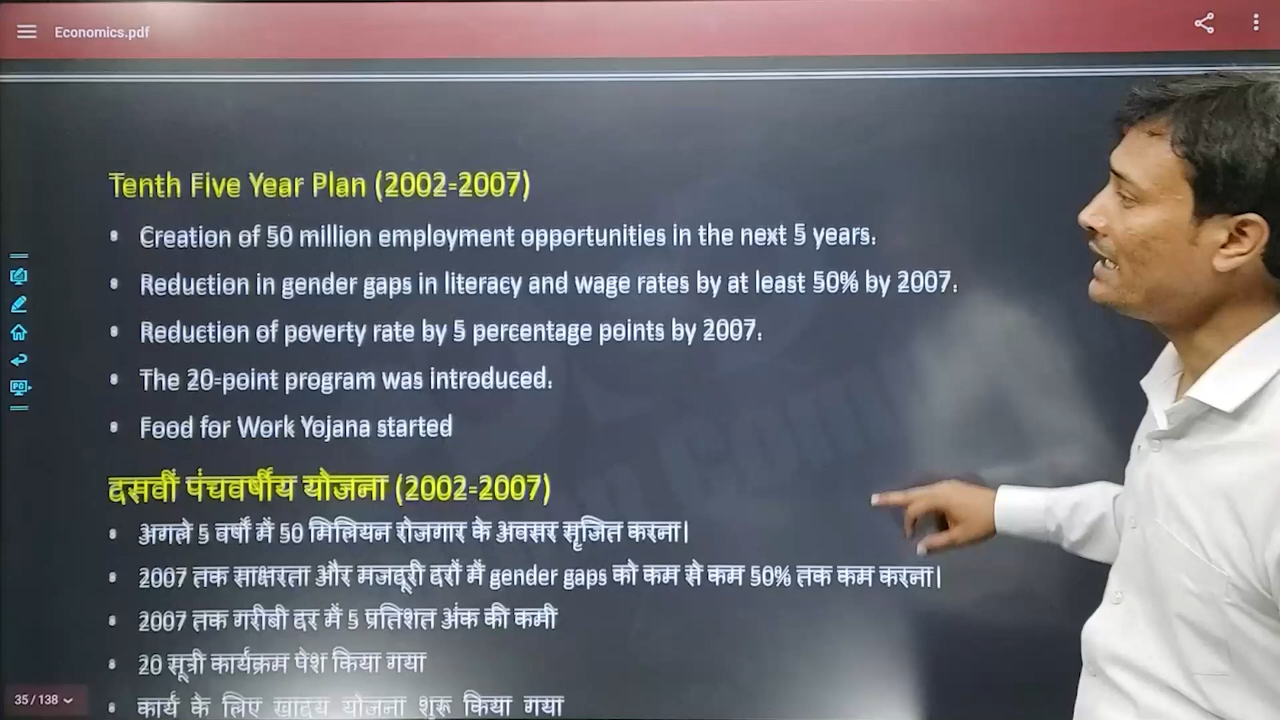 Economics.pdf
Tenth Five Year Plan (2002-2007)
• Creation of 50 million employment opportunities in the next 5 years.
• Reduction in gender gaps in literacy and wage rates by at least 50% by 2007.
• Reduction of poverty rate by 5 percentage points by 2007.
• The 20-point program was introduced.
• Food for Work Yojana started
दसवीं पंचवर्षीय योजना (2002-2007)
• अगले 5 वर्षों में 50 मिलियन रोजगार के अवसर सृजित करना।
• 2007 तक साक्षरता और मजदूरी दरों में gender gaps को कम से कम 50% तक कम करना।
• 2007 तक गरीबी दर में 5 प्रतिशत अंक की कमी
• 20 सूत्री कार्यक्रम पेश किया गया
• कार्य के लिए खाद्य योजना शुरू किया गया
35 / 138